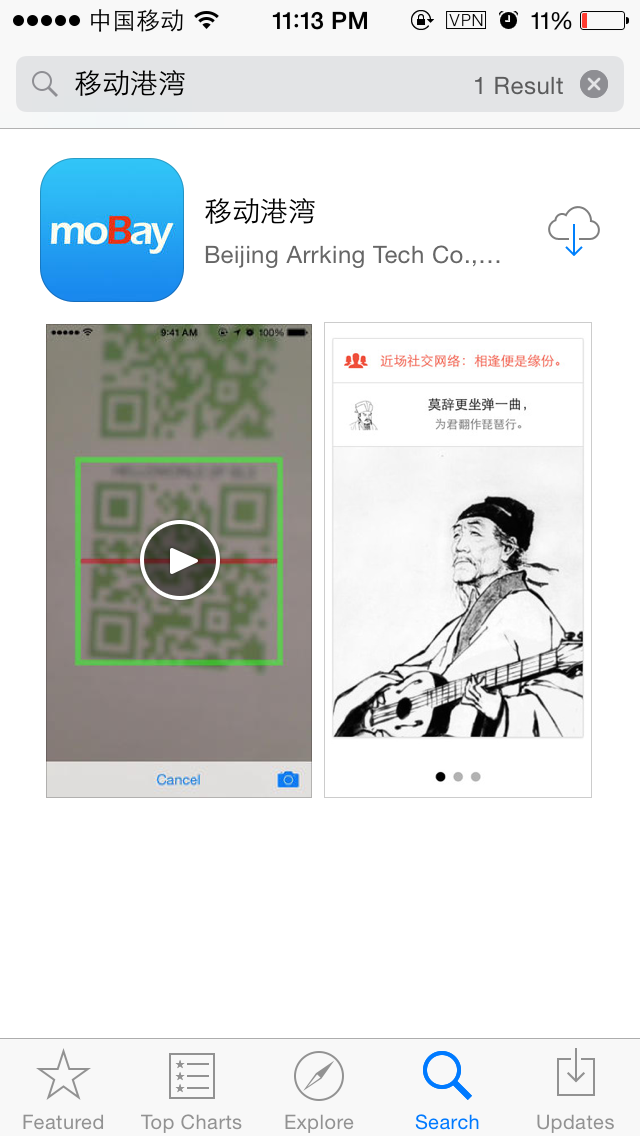 中国移动 11:13 PM VPN 11%
移动港湾 1 Result
moBay
移动港湾
Beijing Arrking Tech Co.,...
9:41 AM 100%
Cancel
近场社交网络：相逢便是缘份。
莫辞更坐弹一曲，
为君翻作琵琶行。
Featured Top Charts Explore Search Updates